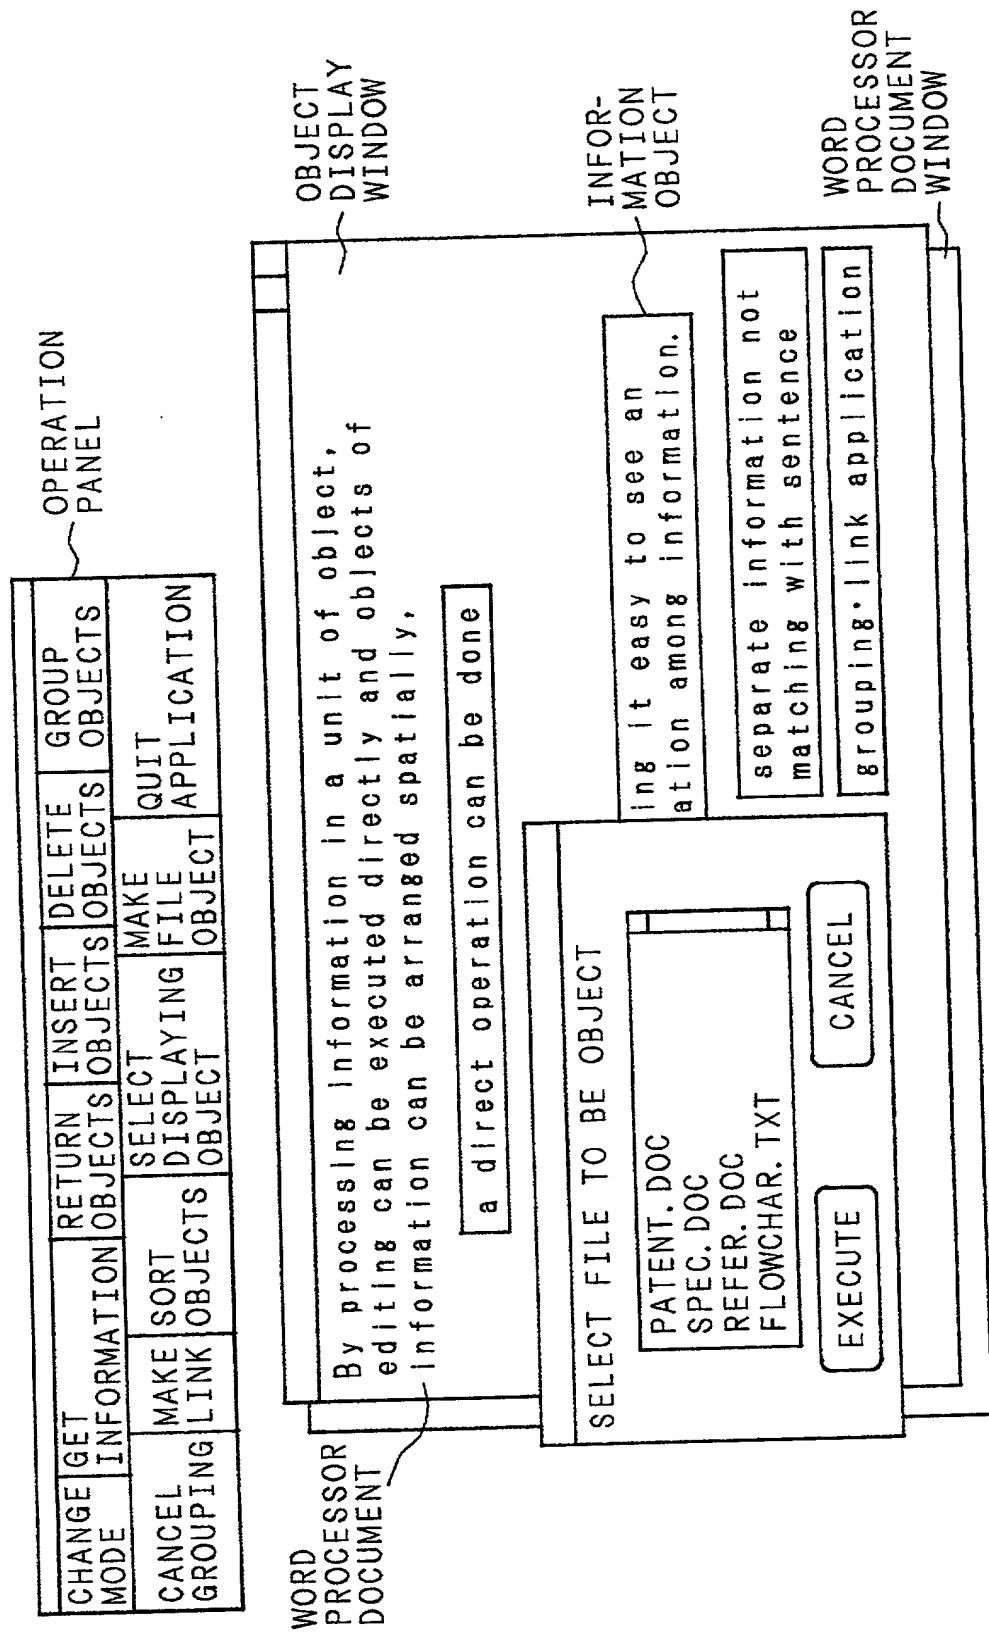 CHANGE MODE
GET INFORMATION
RETURN OBJECTS
INSERT OBJECTS
DELETE OBJECTS
GROUP OBJECTS
CANCEL GROUPING
MAKE LINK
SORT OBJECTS
SELECT DISPLAYING OBJECT
MAKE FILE OBJECT
QUIT APPLICATION
OPERATION
PANEL
OBJECT
DISPLAY
WINDOW
By processing information in a unit of object,
editing can be executed directly and objects of
information can be arranged spatially,
WORD
PROCESSOR
DOCUMENT
a direct operation can be done
ing it easy to see an
ation among information.
INFOR-
MATION
OBJECT
separate information not
matching with sentence
grouping·link application
SELECT FILE TO BE OBJECT
PATENT.DOC
SPEC.DOC
REFER.DOC
FLOWCHAR.TXT
EXECUTE
CANCEL
WORD
PROCESSOR
DOCUMENT
WINDOW